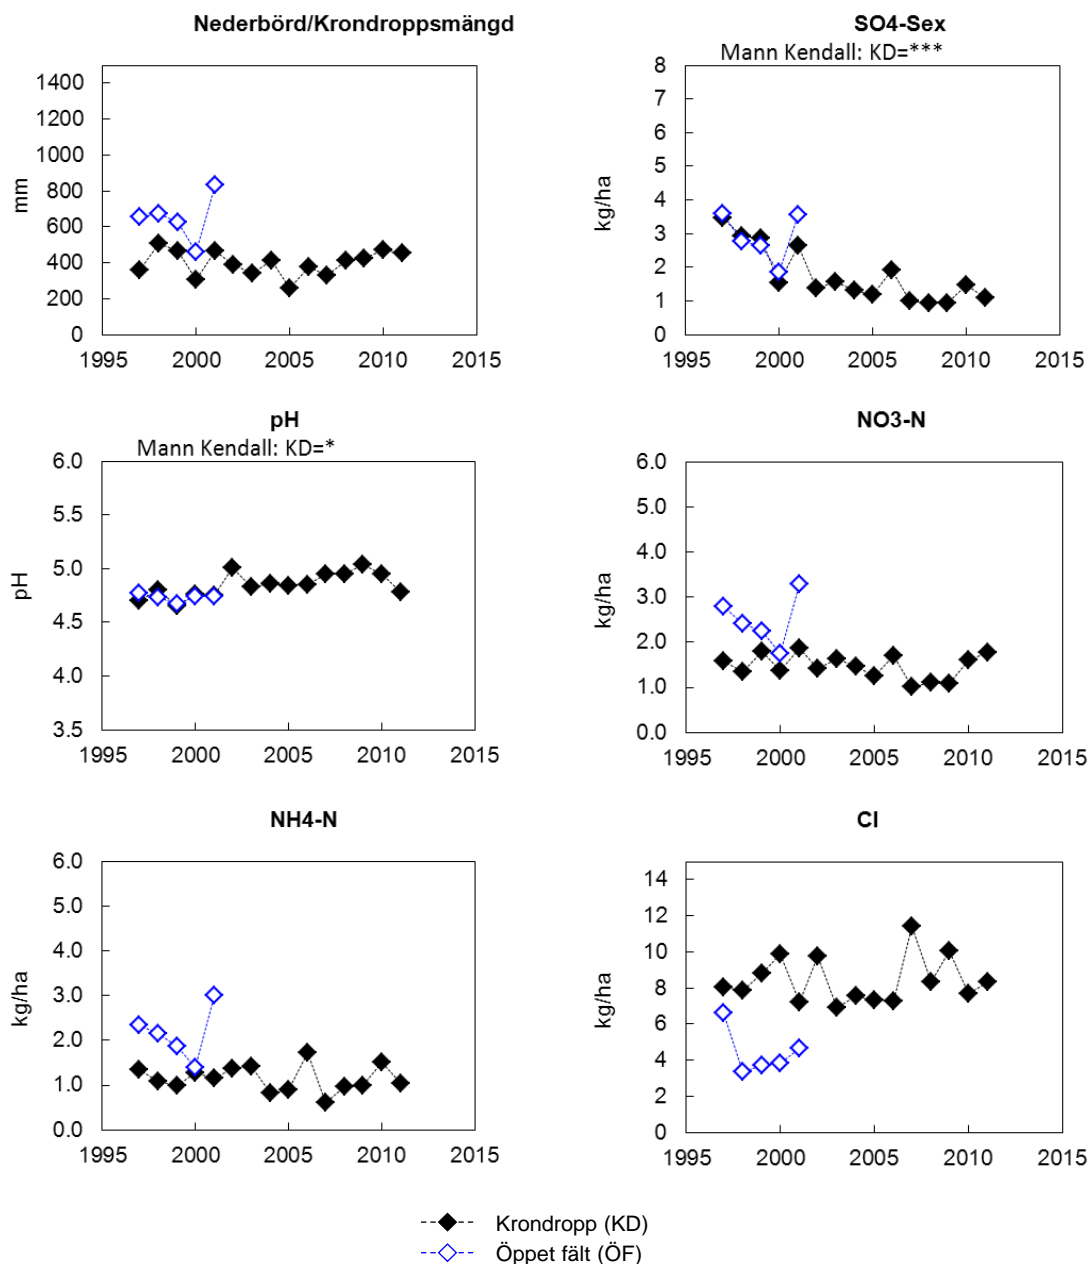 Nederbörd/Krondroppsmängd
1400
1200
1000
800
600
400
200
0
mm
1995 2000 2005 2010 2015
SO4-Sex
Mann Kendall: KD=***
8
7
6
5
4
3
2
1
0
kg/ha
1995 2000 2005 2010 2015
pH
Mann Kendall: KD=*
6.0
5.5
5.0
4.5
4.0
3.5
pH
1995 2000 2005 2010 2015
NO3-N
6.0
5.0
4.0
3.0
2.0
1.0
0.0
kg/ha
1995 2000 2005 2010 2015
NH4-N
6.0
5.0
4.0
3.0
2.0
1.0
0.0
kg/ha
1995 2000 2005 2010 2015
Cl
14
12
10
8
6
4
2
0
kg/ha
1995 2000 2005 2010 2015
Krondropp (KD)
Öppet fält (ÖF)